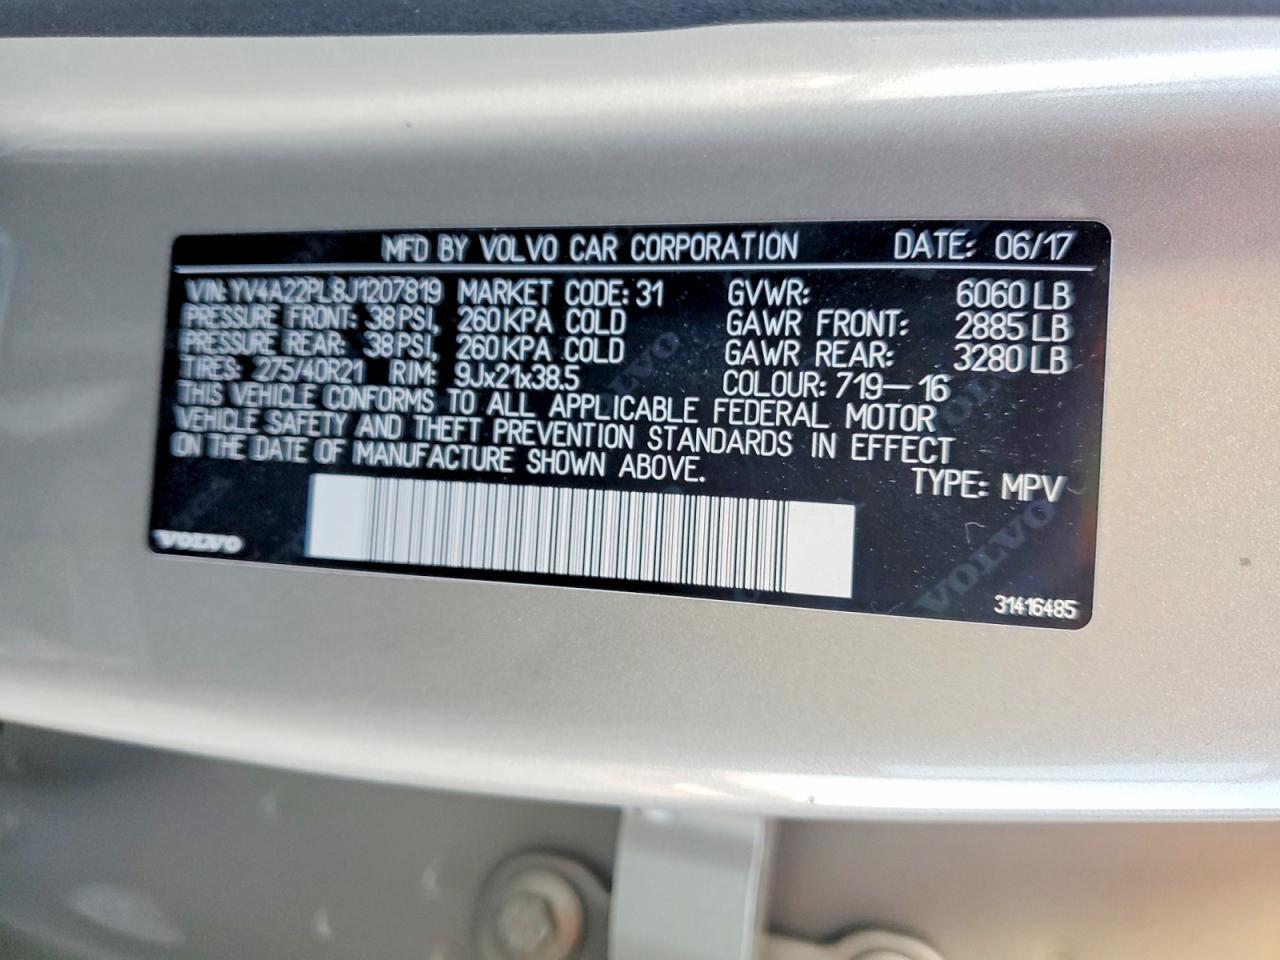 MFD BY VOLVO CAR CORPORATION DATE: 06/17
VIN: YV4A22PL8J1207819 MARKET CODE: 31 GVWR: 6060 LB
PRESSURE FRONT: 38 PSI, 260 KPA COLD GAWR FRONT: 2885 LB
PRESSURE REAR: 38 PSI, 260 KPA COLD GAWR REAR: 3280 LB
TIRES: 275/40R21 RIM: 9Jx21x38.5 COLOUR: 719-16
THIS VEHICLE CONFORMS TO ALL APPLICABLE FEDERAL MOTOR
VEHICLE SAFETY AND THEFT PREVENTION STANDARDS IN EFFECT
ON THE DATE OF MANUFACTURE SHOWN ABOVE.
TYPE: MPV
VOLVO
VOLVO
VOLVO
VOLVO
31416485